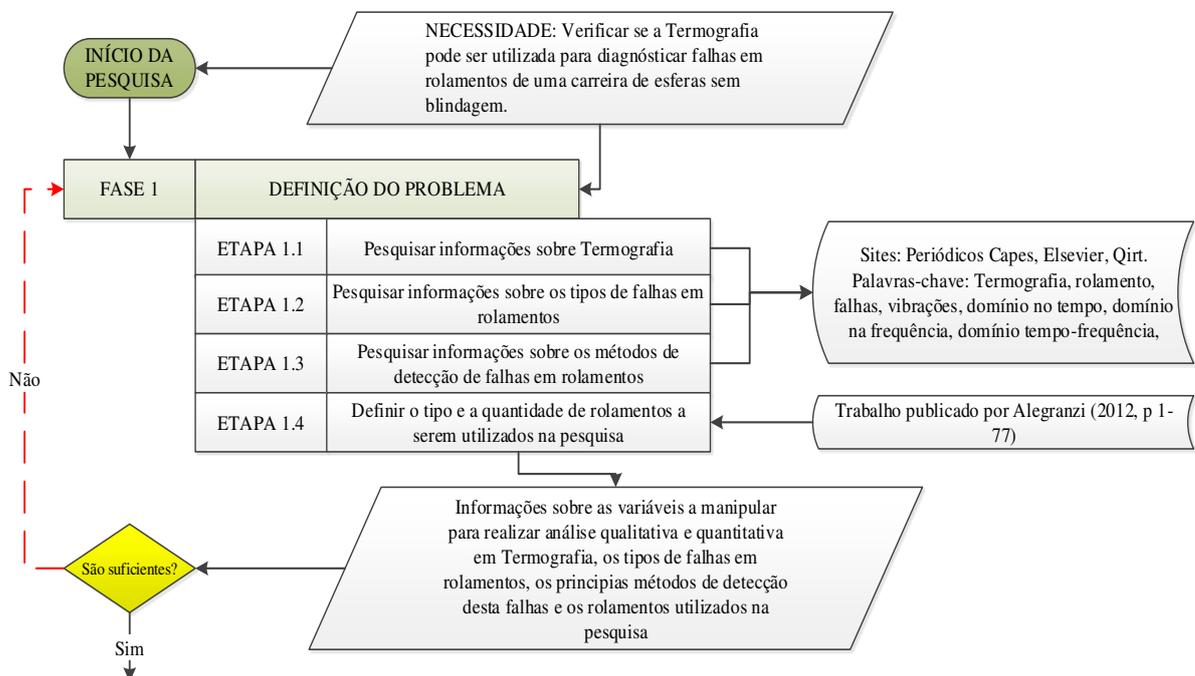 NECESSIDADE: Verificar se a Termografia
pode ser utilizada para diagnósticar falhas em
rolamentos de uma carreira de esferas sem
blindagem.
INÍCIO DA
PESQUISA
FASE 1
DEFINIÇÃO DO PROBLEMA
ETAPA 1.1
Pesquisar informações sobre Termografia
ETAPA 1.2
Pesquisar informações sobre os tipos de falhas em
rolamentos
ETAPA 1.3
Pesquisar informações sobre os métodos de
detecção de falhas em rolamentos
ETAPA 1.4
Definir o tipo e a quantidade de rolamentos a
serem utilizados na pesquisa
Sites: Periódicos Capes, Elsevier, Qirt.
Palavras-chave: Termografia, rolamento,
falhas, vibrações, domínio no tempo, domínio
na frequência, domínio tempo-frequência,
Trabalho publicado por Alegranzi (2012, p 1-
77)
Informações sobre as variáveis a manipular
para realizar análise qualitativa e quantitativa
em Termografia, os tipos de falhas em
rolamentos, os principias métodos de detecção
desta falhas e os rolamentos utilizados na
pesquisa
Não
São suficientes?
Sim